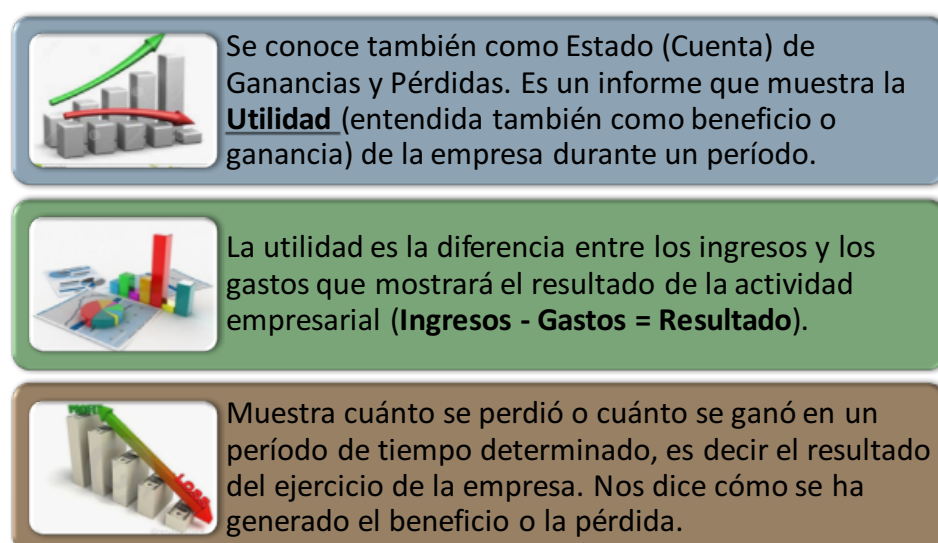 Se conoce también como Estado (Cuenta) de
Ganancias y Pérdidas. Es un informe que muestra la
Utilidad (entendida también como beneficio o
ganancia) de la empresa durante un período.
La utilidad es la diferencia entre los ingresos y los
gastos que mostrará el resultado de la actividad
empresarial (Ingresos - Gastos = Resultado).
PROFIT
LOSS
Muestra cuánto se perdió o cuánto se ganó en un
período de tiempo determinado, es decir el resultado
del ejercicio de la empresa. Nos dice cómo se ha
generado el beneficio o la pérdida.